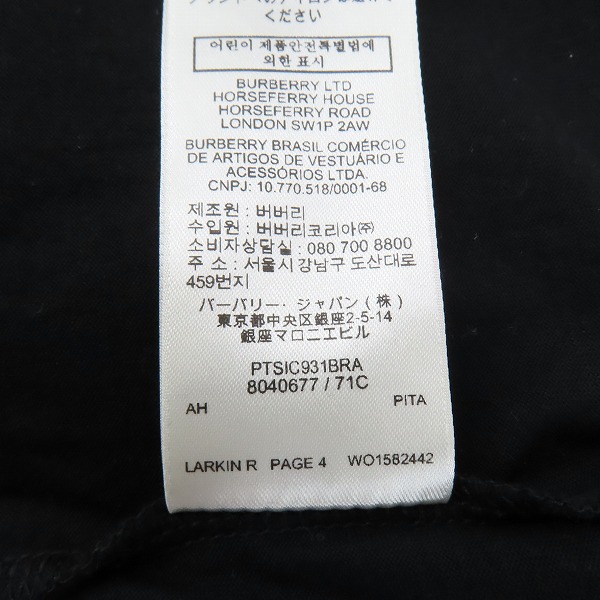 ください
어린이 제품안전특별법에
의한 표시
BURBERRY LTD
HORSEFERRY HOUSE
HORSEFERRY ROAD
LONDON SW1P 2AW
BURBERRY BRASIL COMÉRCIO
DE ARTIGOS DE VESTUÁRIO E
ACESSÓRIOS LTDA.
CNPJ: 10.770.518/0001-68
제조원 : 버버리
수입원 : 버버리코리아㈜
소비자상담실 : 080 700 8800
주 소 : 서울시 강남구 도산대로
459번지
バーバリー・ジャパン(株)
東京都中央区銀座2-5-14
銀座マロニエビル
PTSIC931BRA
8040677 / 71C
AH PITA
LARKIN R PAGE 4 WO1582442